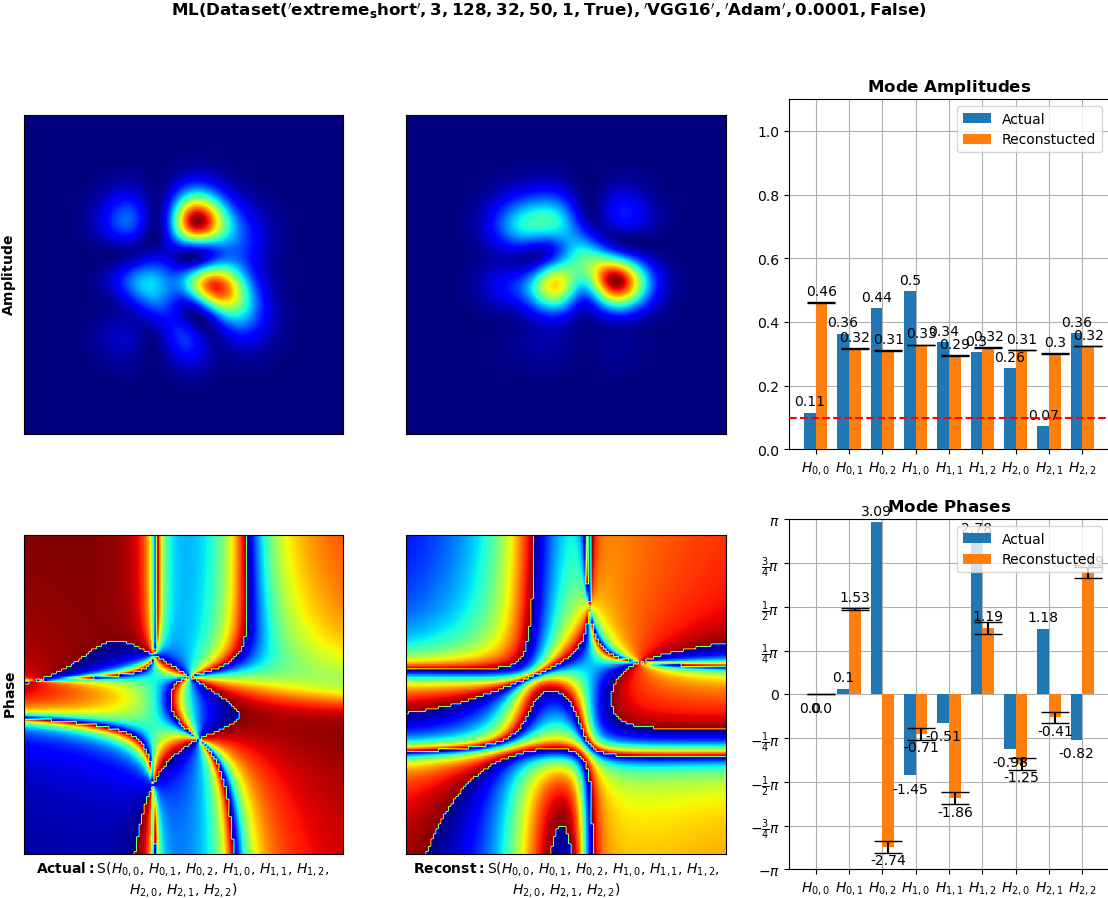 ML(Dataset('extreme_short', 3, 128, 32, 50, 1, True), 'VGG16', 'Adam', 0.0001, False)
Amplitude
Mode Amplitudes
Actual
Reconstucted
1.0
0.8
0.6
0.4
0.2
0.0
0.11 0.46 0.36 0.32 0.44 0.31 0.5 0.33 0.34 0.29 0.3 0.32 0.26 0.31 0.07 0.3 0.36 0.32
H0,0 H0,1 H0,2 H1,0 H1,1 H1,2 H2,0 H2,1 H2,2
Phase
Actual: S(H0,0, H0,1, H0,2, H1,0, H1,1, H1,2,
H2,0, H2,1, H2,2)
Reconst: S(H0,0, H0,1, H0,2, H1,0, H1,1, H1,2,
H2,0, H2,1, H2,2)
Mode Phases
Actual
Reconstucted
π
3/4π
1/2π
1/4π
0
−1/4π
−1/2π
−3/4π
−π
0.0 0.0 0.1 1.53 3.09 -2.74 -1.45 -0.71 -0.51 -1.86 2.78 1.19 -0.98 -1.25 1.18 -0.41 -0.82
H0,0 H0,1 H0,2 H1,0 H1,1 H1,2 H2,0 H2,1 H2,2